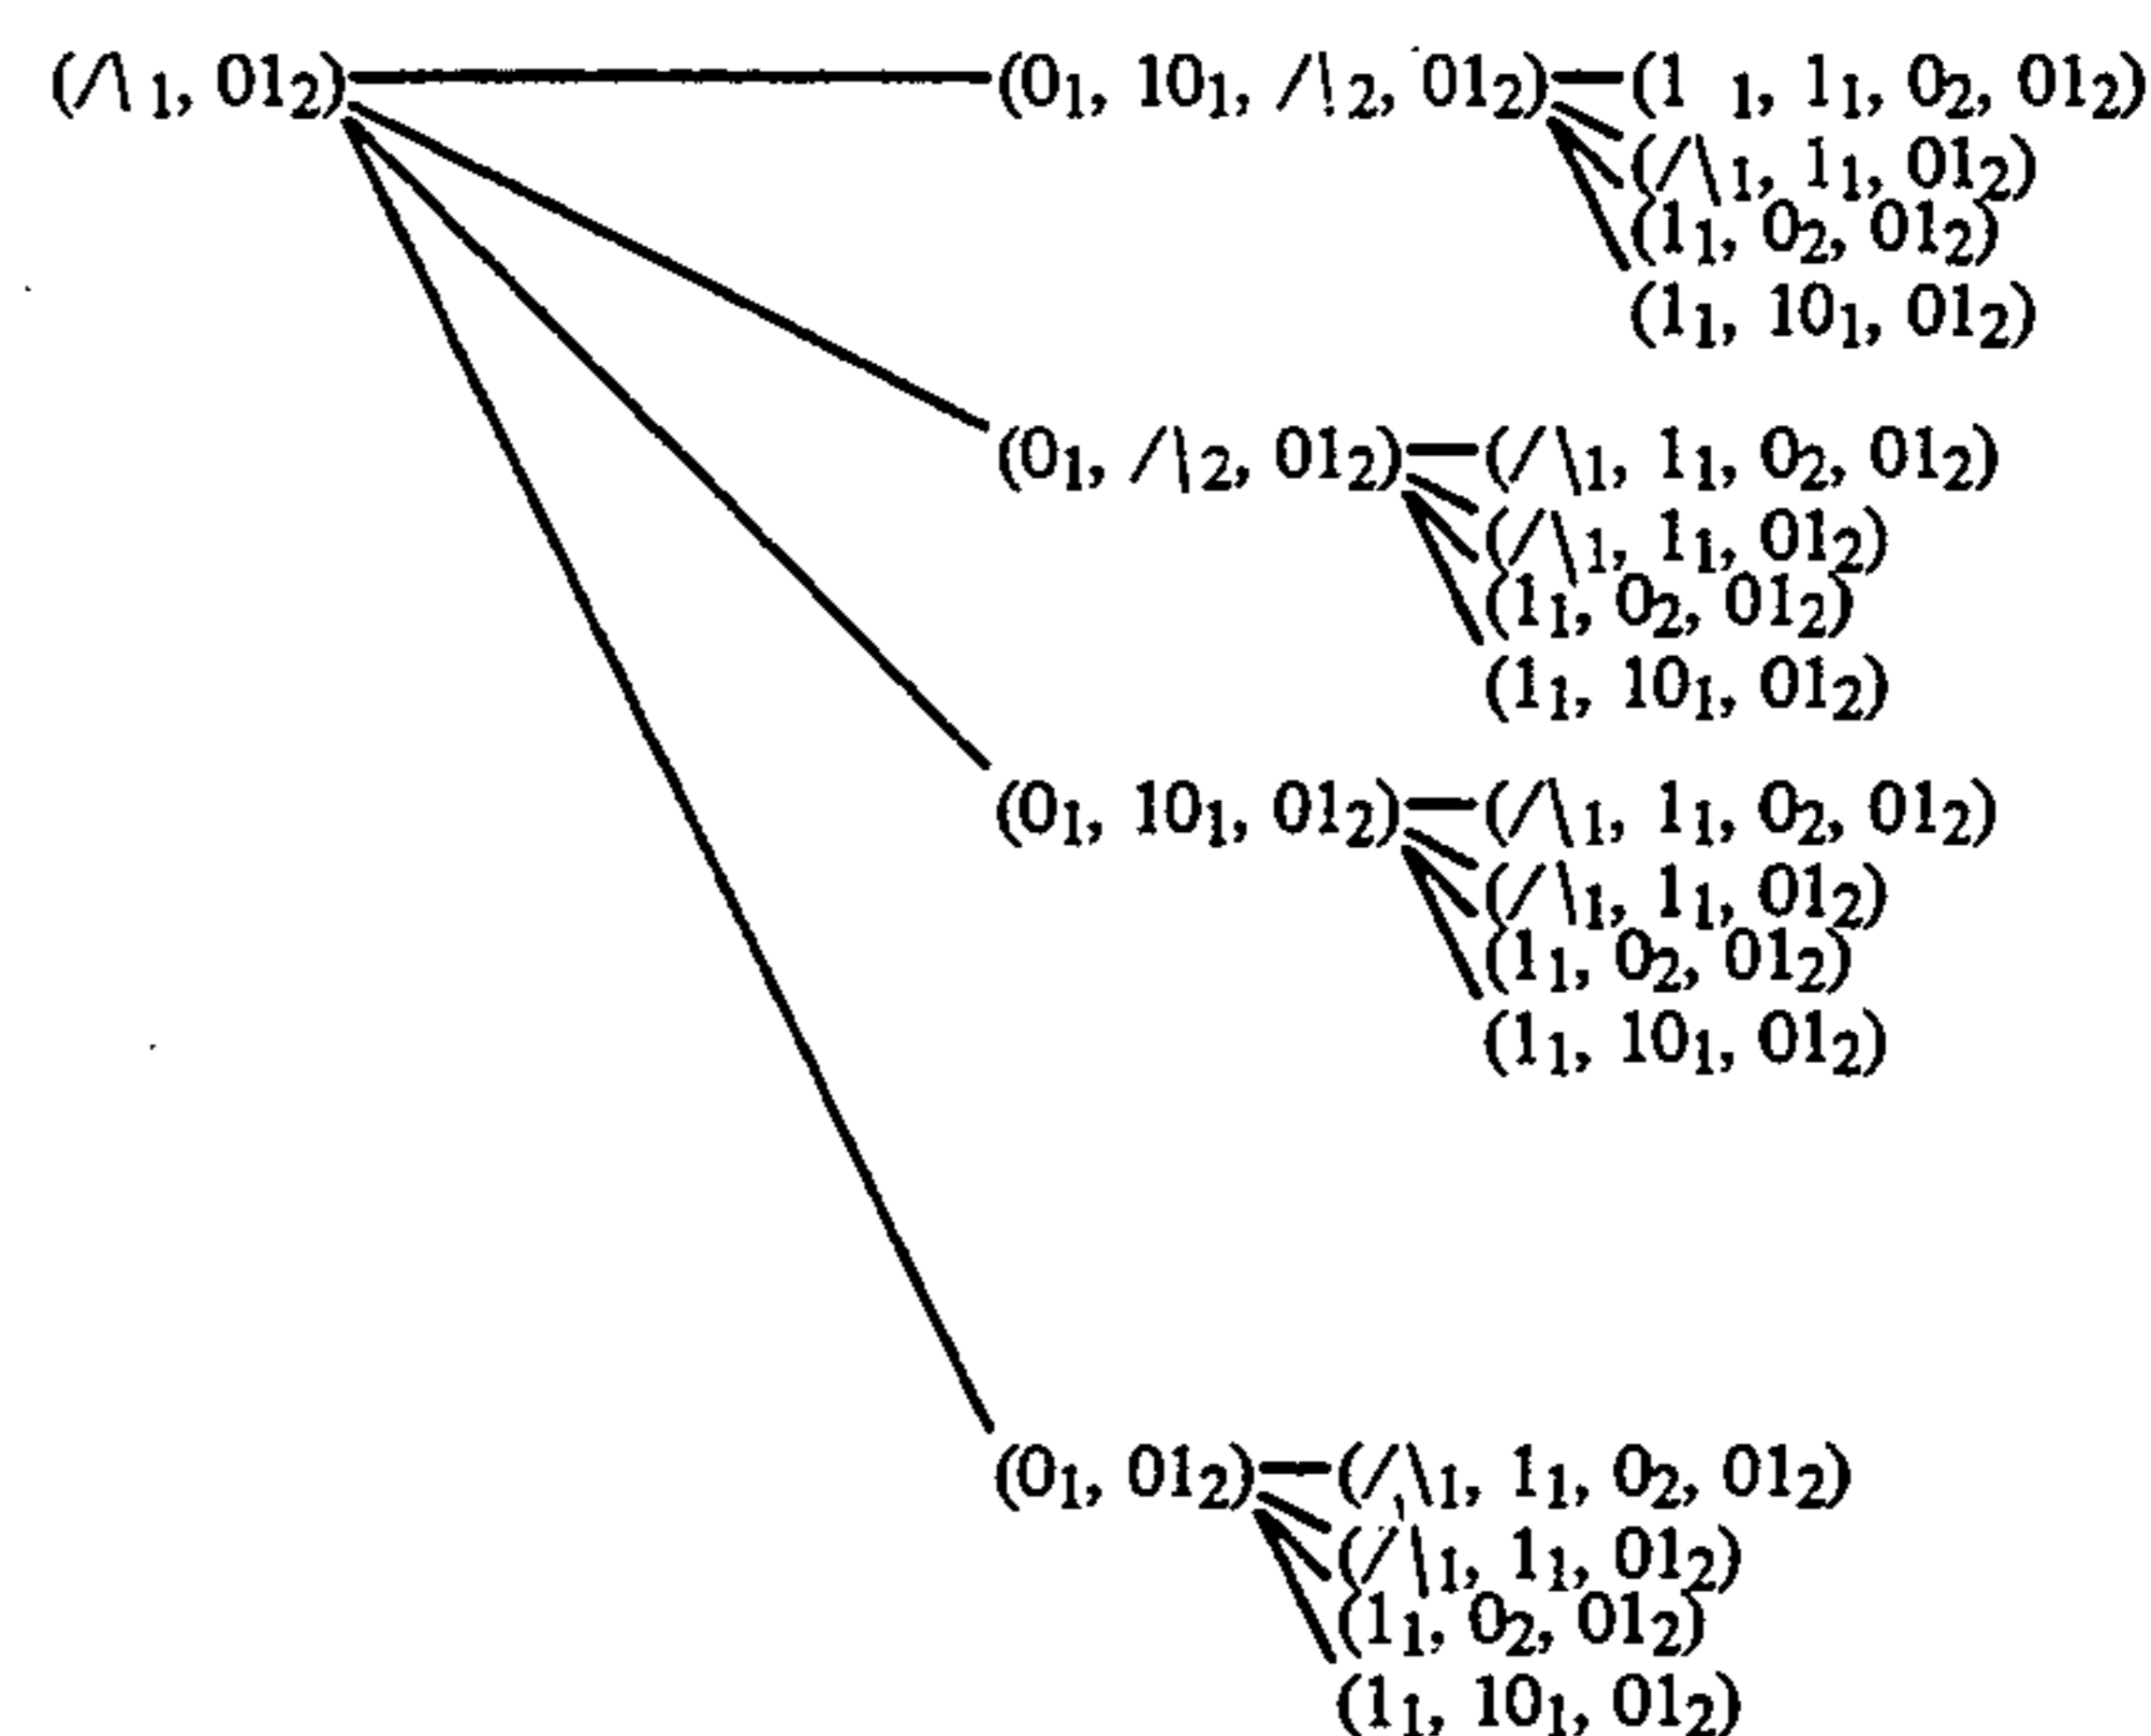 (/\ 1, 01₂) (0₁, 10₁, /\ ₂, 01₂) (1 ₁, 1₁, 0₂, 01₂)
(/\₁, 1₁, 01₂)
(1₁, 0₂, 01₂)
(1₁, 10₁, 01₂)
(0₁, /\ ₂, 01₂) (/\₁, 1₁, 0₂, 01₂)
(/\₁, 1₁, 01₂)
(1₁, 0₂, 01₂)
(1₁, 10₁, 01₂)
(0₁, 10₁, 01₂) (/\₁, 1₁, 0₂, 01₂)
(/\₁, 1₁, 01₂)
(1₁, 0₂, 01₂)
(1₁, 10₁, 01₂)
(0₁, 01₂) (/\₁, 1₁, 0₂, 01₂)
(/\₁, 1₁, 01₂)
(1₁, 0₂, 01₂)
(1₁, 10₁, 01₂)